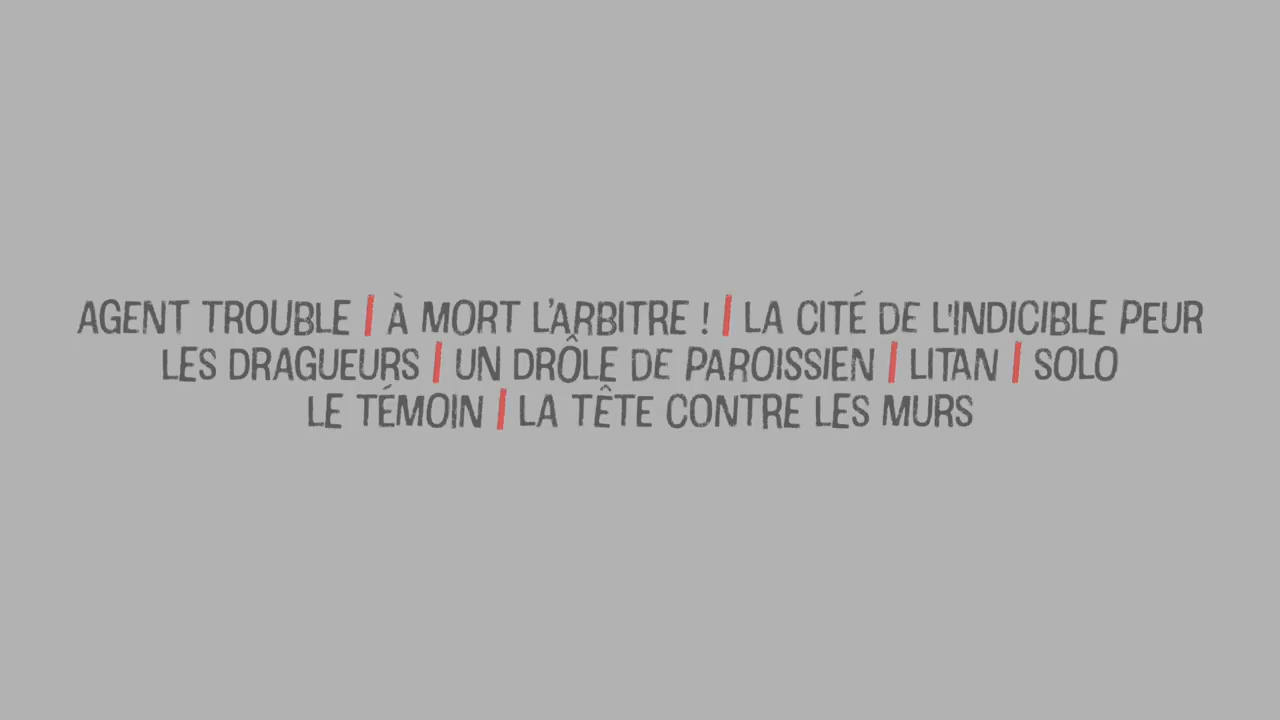 AGENT TROUBLE | À MORT L'ARBITRE ! | LA CITÉ DE L'INDICIBLE PEUR
LES DRAGUEURS | UN DRÔLE DE PAROISSIEN | LITAN | SOLO
LE TÉMOIN | LA TÊTE CONTRE LES MURS